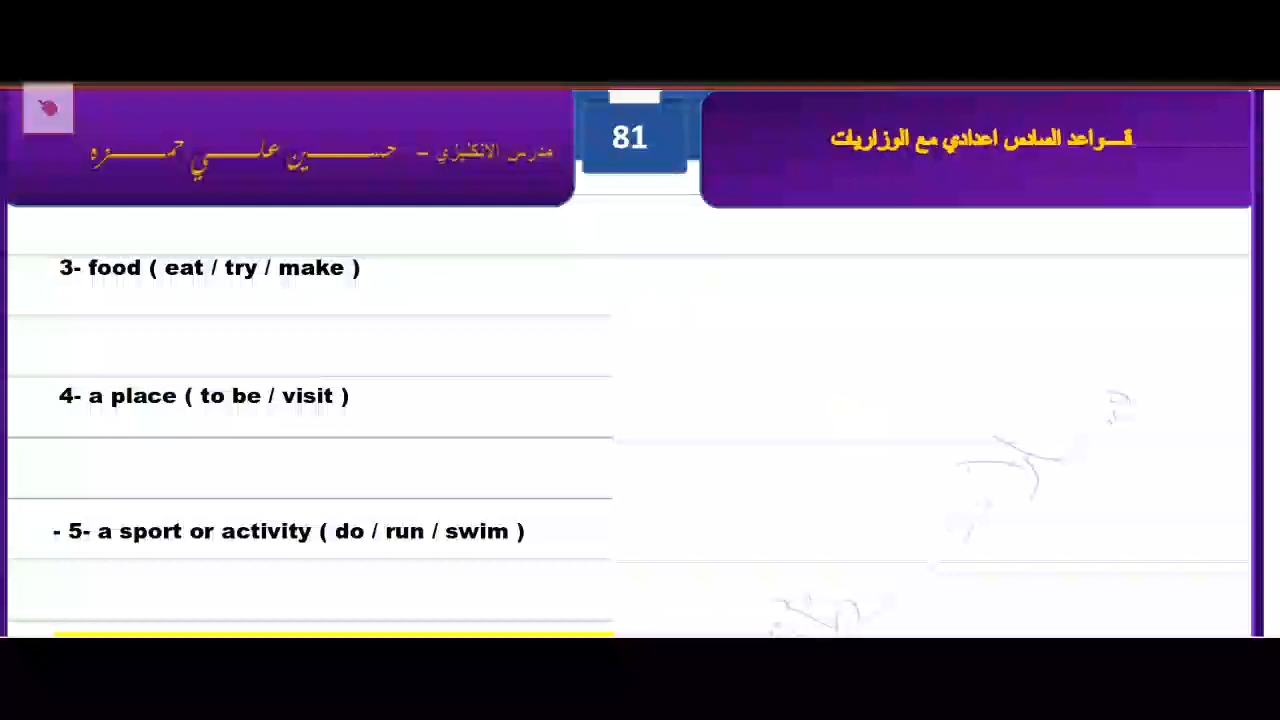 قواعد السادس اعدادي مع الوزاريات
81
مدرس الانكليزي - حسين علي حمزه
3- food ( eat / try / make )
4- a place ( to be / visit )
- 5- a sport or activity ( do / run / swim )